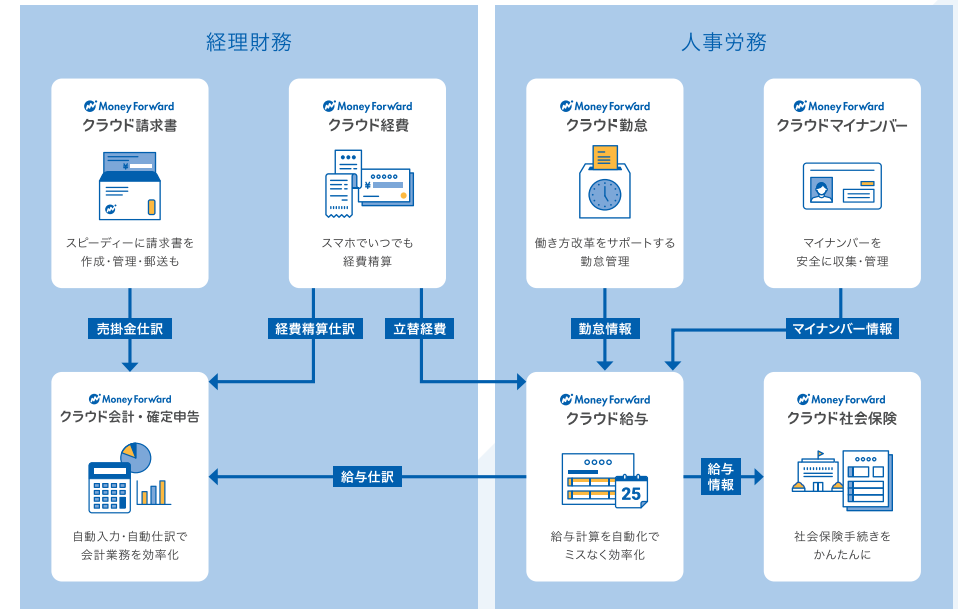 経理財務
Money Forward
クラウド請求書
¥
スピーディーに請求書を
作成・管理・郵送も
Money Forward
クラウド経費
¥
スマホでいつでも
経費精算
売掛金仕訳
経費精算仕訳
立替経費
Money Forward
クラウド会計・確定申告
自動入力・自動仕訳で
会計業務を効率化
給与仕訳
人事労務
Money Forward
クラウド勤怠
働き方改革をサポートする
勤怠管理
Money Forward
クラウドマイナンバー
マイナンバーを
安全に収集・管理
勤怠情報
マイナンバー情報
Money Forward
クラウド給与
25
給与計算を自動化で
ミスなく効率化
給与
情報
Money Forward
クラウド社会保険
社会保険手続きを
かんたんに